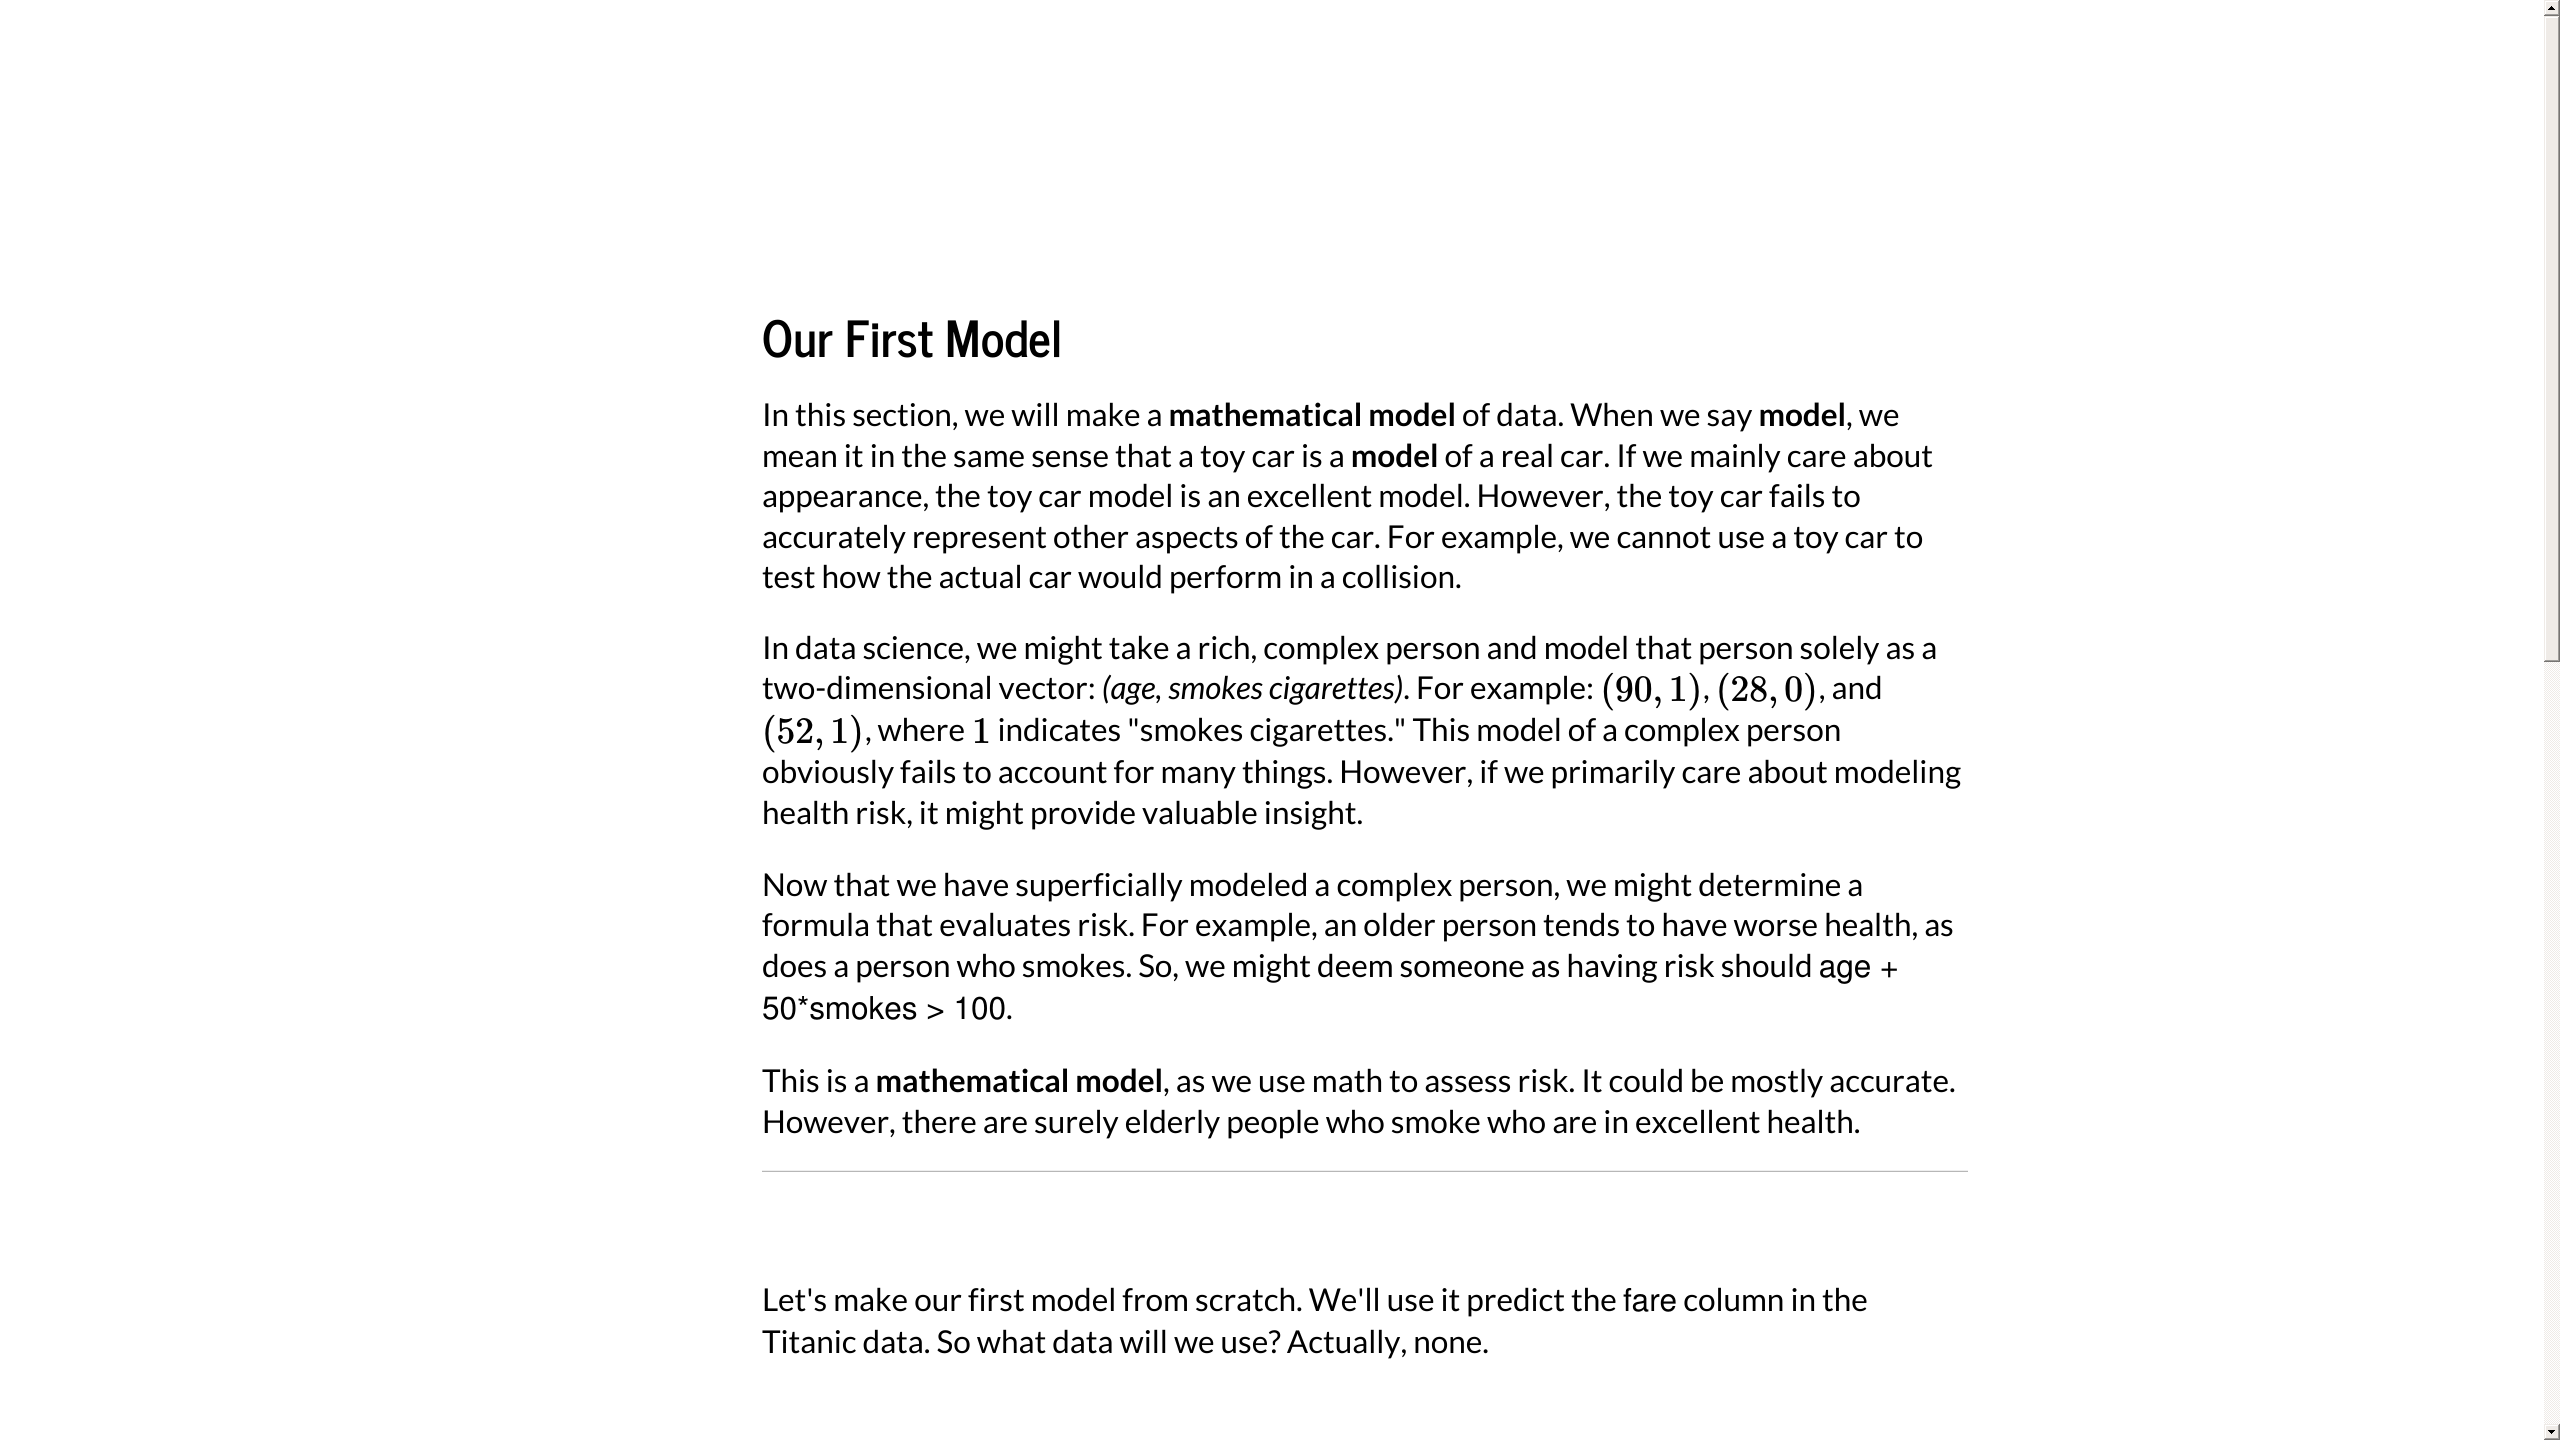 Our First Model
In this section, we will make a mathematical model of data. When we say model, we
mean it in the same sense that a toy car is a model of a real car. If we mainly care about
appearance, the toy car model is an excellent model. However, the toy car fails to
accurately represent other aspects of the car. For example, we cannot use a toy car to
test how the actual car would perform in a collision.
In data science, we might take a rich, complex person and model that person solely as a
two-dimensional vector: (age, smokes cigarettes). For example: (90, 1), (28, 0), and
(52, 1), where 1 indicates "smokes cigarettes." This model of a complex person
obviously fails to account for many things. However, if we primarily care about modeling
health risk, it might provide valuable insight.
Now that we have superficially modeled a complex person, we might determine a
formula that evaluates risk. For example, an older person tends to have worse health, as
does a person who smokes. So, we might deem someone as having risk should age +
50*smokes > 100.
This is a mathematical model, as we use math to assess risk. It could be mostly accurate.
However, there are surely elderly people who smoke who are in excellent health.
Let's make our first model from scratch. We'll use it predict the fare column in the
Titanic data. So what data will we use? Actually, none.